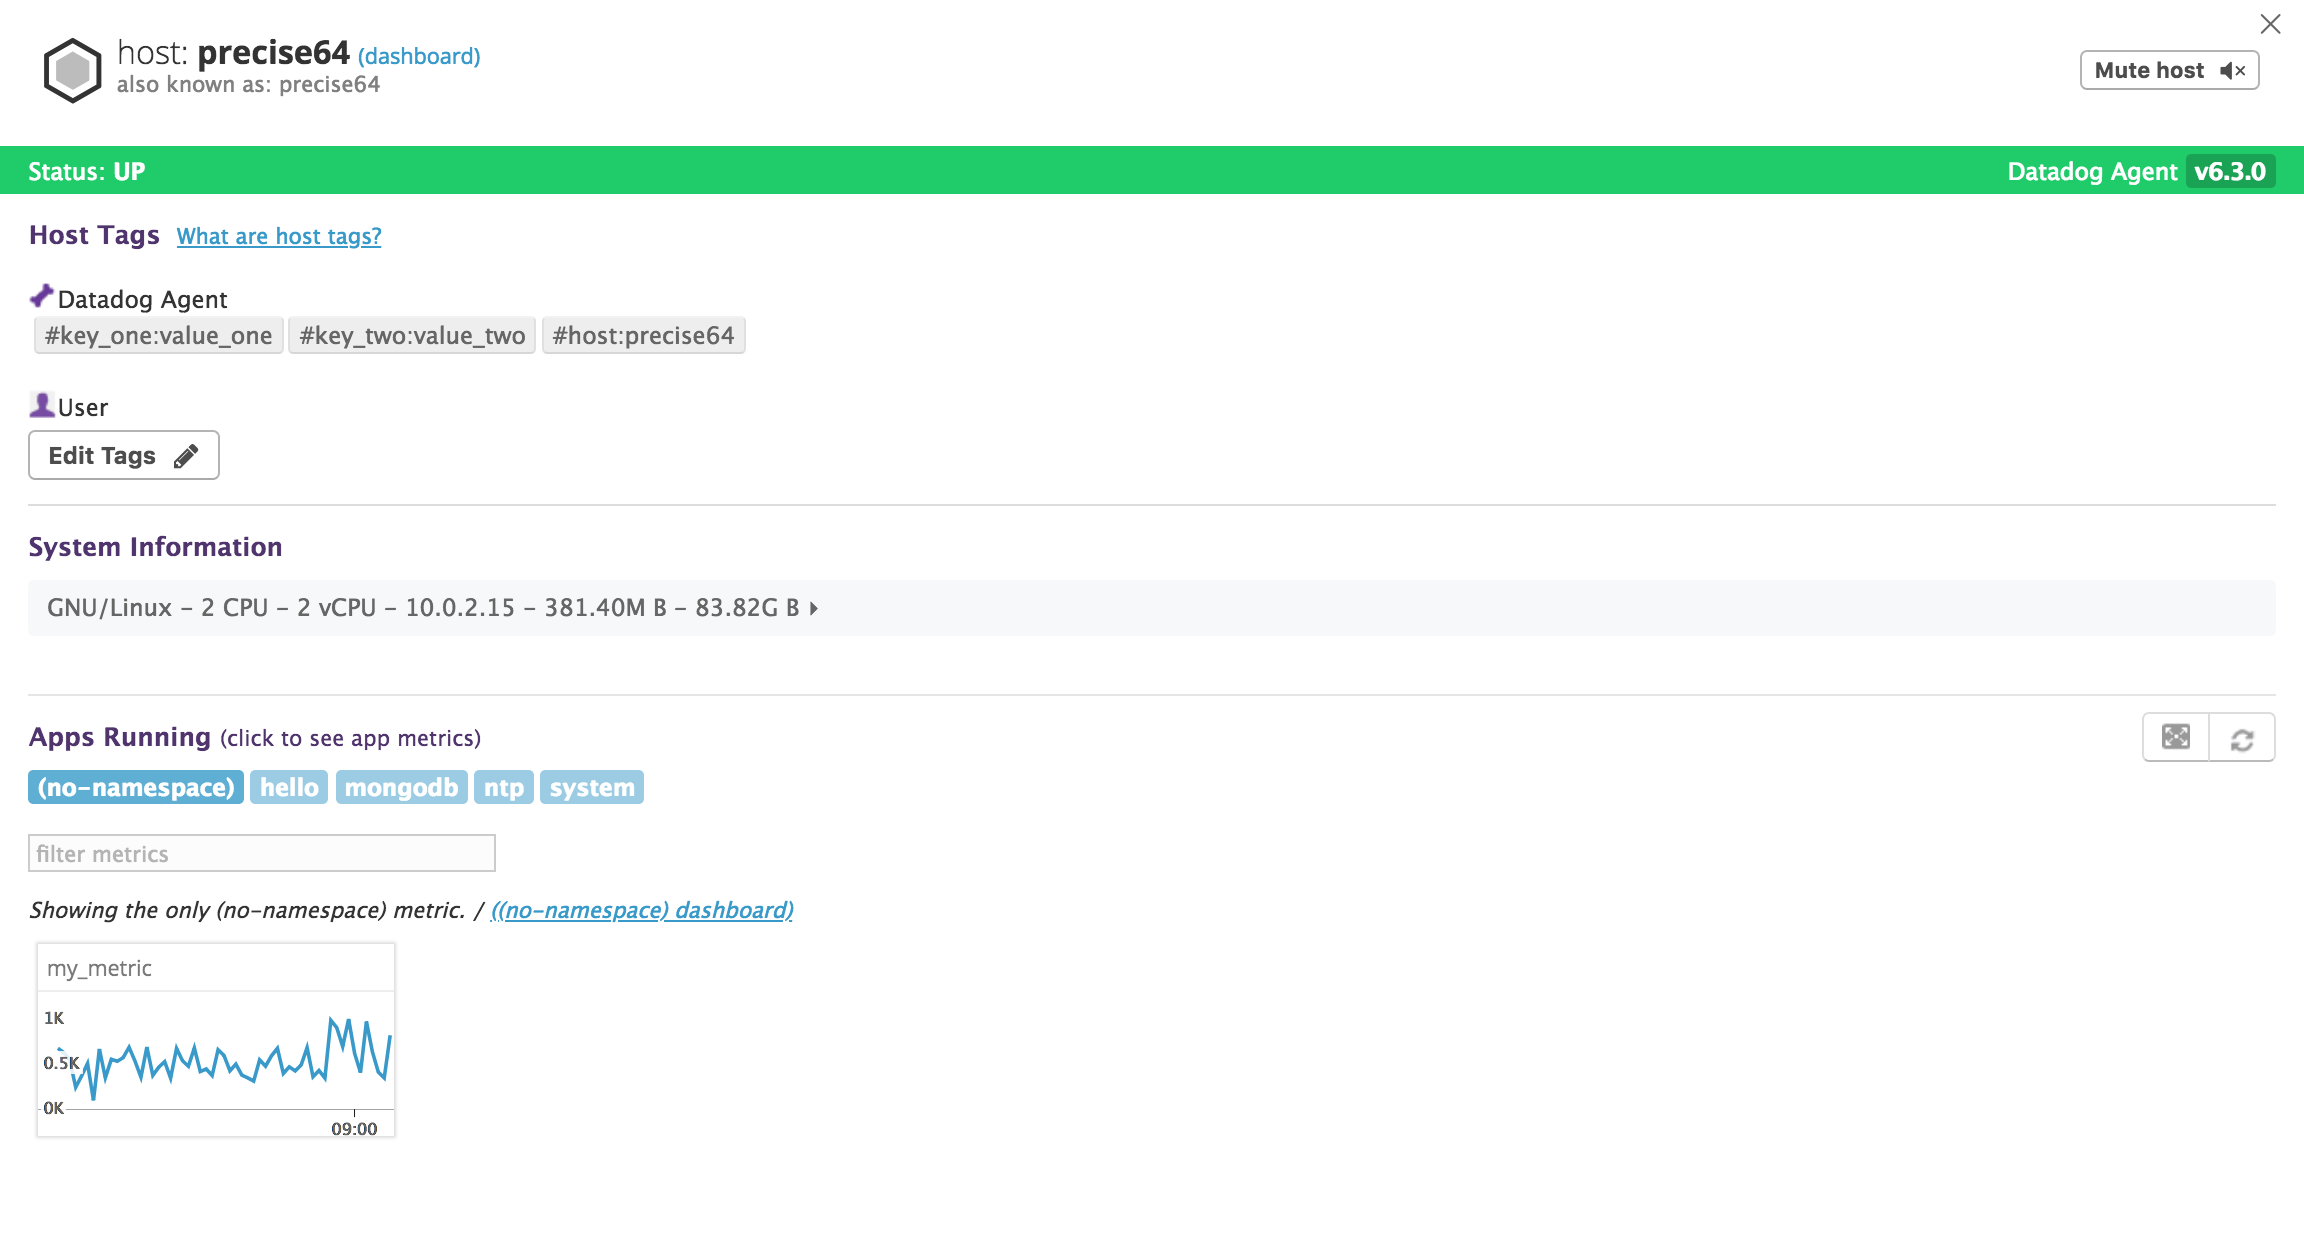 host: precise64 (dashboard)
also known as: precise64
Mute host
Status: UP
Datadog Agent v6.3.0
Host Tags What are host tags?
Datadog Agent
#key_one:value_one #key_two:value_two #host:precise64
User
Edit Tags
System Information
GNU/Linux – 2 CPU – 2 vCPU – 10.0.2.15 – 381.40M B – 83.82G B
Apps Running (click to see app metrics)
(no-namespace) hello mongodb ntp system
filter metrics
Showing the only (no-namespace) metric. / ((no-namespace) dashboard)
my_metric
1K
0.5K
0K
09:00